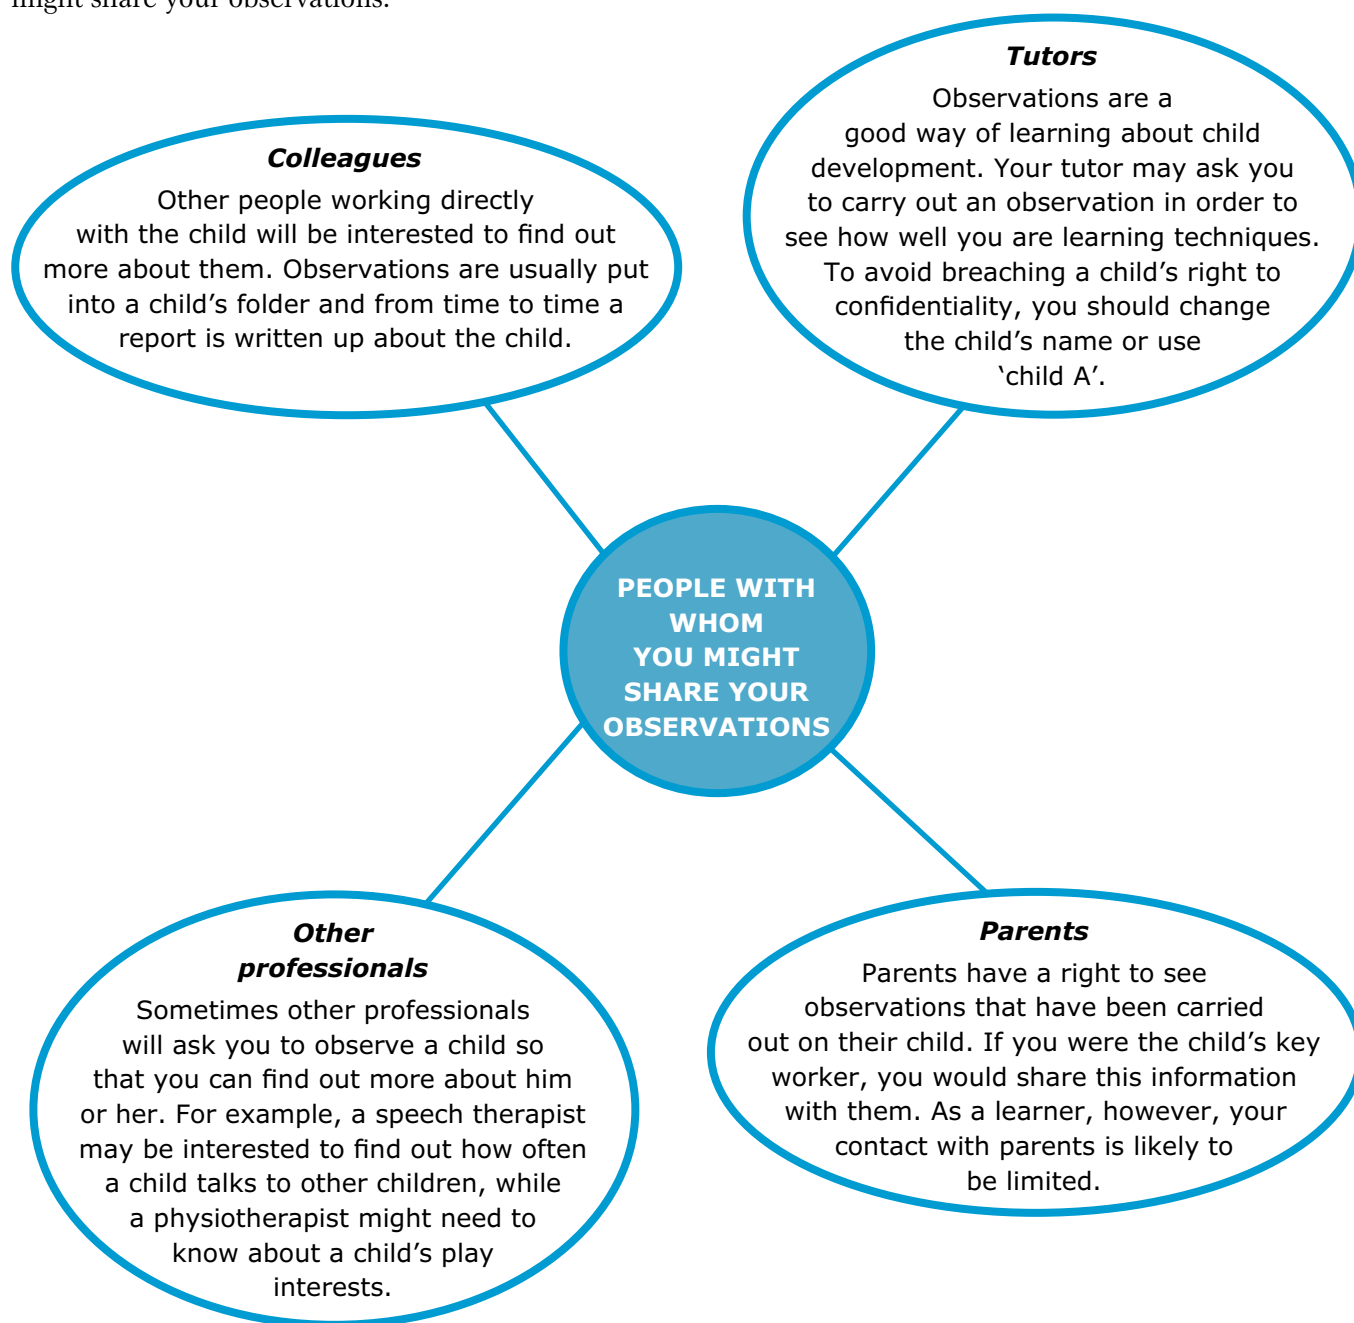 might share your observations.
Colleagues
Other people working directly
with the child will be interested to find out
more about them. Observations are usually put
into a child’s folder and from time to time a
report is written up about the child.
Tutors
Observations are a
good way of learning about child
development. Your tutor may ask you
to carry out an observation in order to
see how well you are learning techniques.
To avoid breaching a child’s right to
confidentiality, you should change
the child’s name or use
‘child A’.
PEOPLE WITH
WHOM
YOU MIGHT
SHARE YOUR
OBSERVATIONS
Other
professionals
Sometimes other professionals
will ask you to observe a child so
that you can find out more about him
or her. For example, a speech therapist
may be interested to find out how often
a child talks to other children, while
a physiotherapist might need to
know about a child’s play
interests.
Parents
Parents have a right to see
observations that have been carried
out on their child. If you were the child’s key
worker, you would share this information
with them. As a learner, however, your
contact with parents is likely to
be limited.